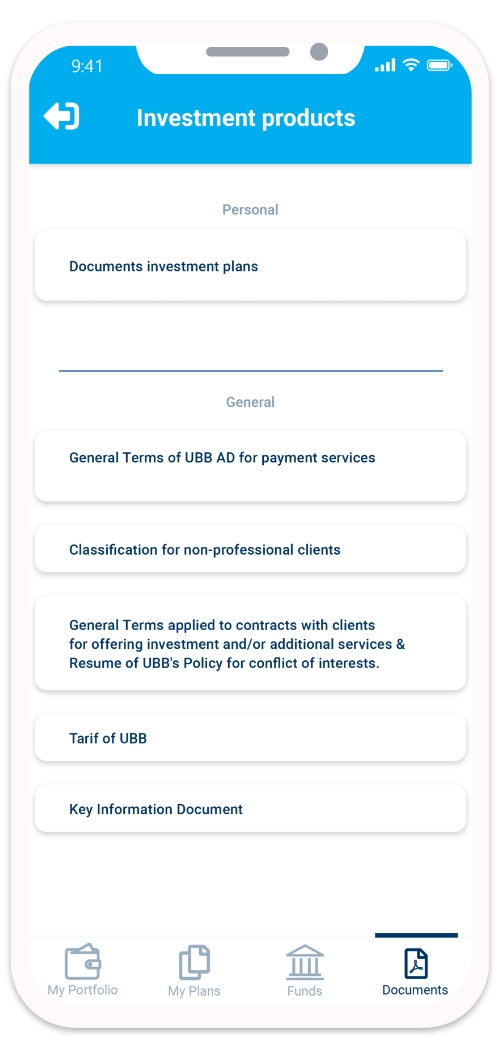 9:41
Investment products
Personal
Documents investment plans
General
General Terms of UBB AD for payment services
Classification for non-professional clients
General Terms applied to contracts with clients
for offering investment and/or additional services &
Resume of UBB's Policy for conflict of interests.
Tarif of UBB
Key Information Document
My Portfolio
My Plans
Funds
Documents